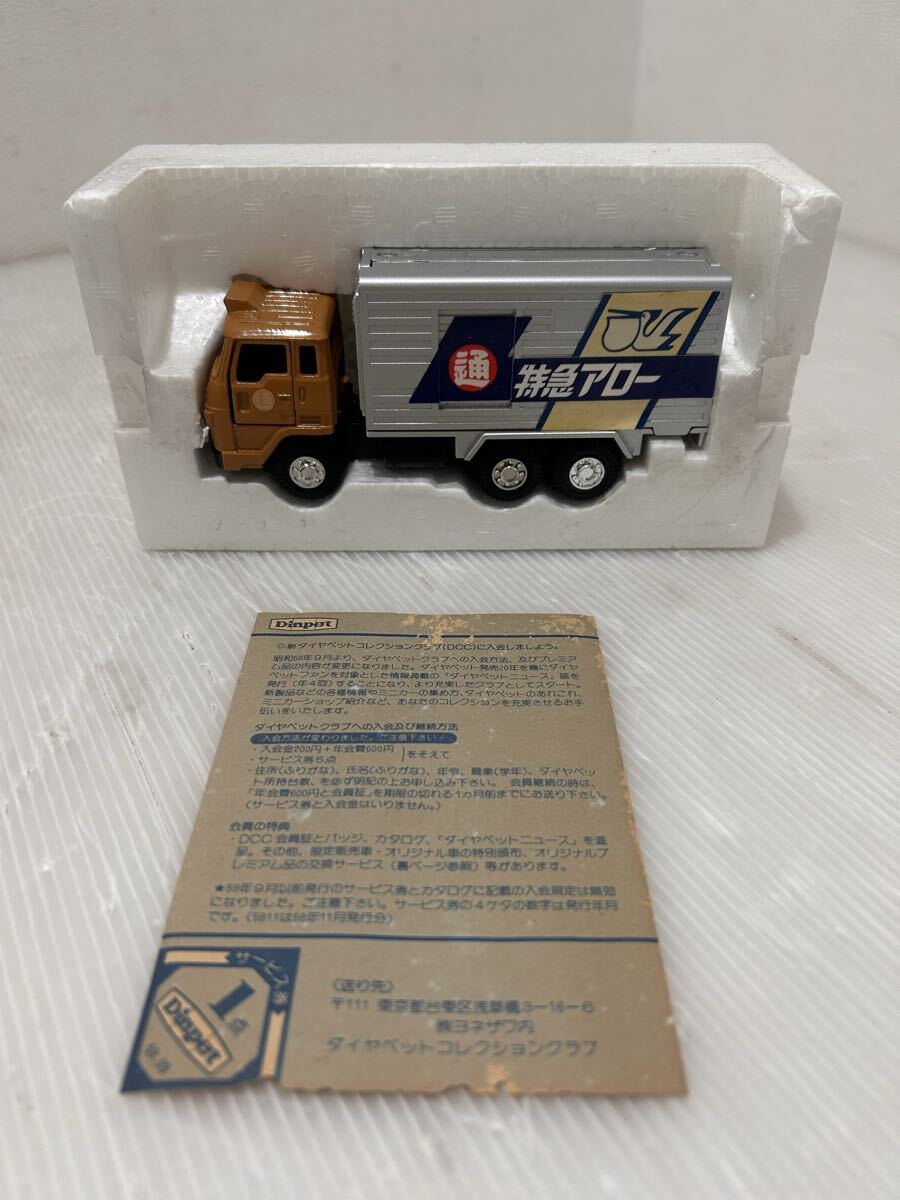 通
特急アロー
Diapet
◎新ダイヤペットコレクションクラブ(DCC)に入会しましょう。
昭和59年9月より、ダイヤペットクラブへの入会方法、及びプレミア
ム品の内容が変更になりました。ダイヤペット発売20年を機にダイヤ
ペットファンを対象とした情報満載の「ダイヤペットニュース」誌を
発行(年4回)することになり、より充実したクラブとしてスタート。
新製品などの各種情報やミニカーの集め方、ダイヤペットのあれこれ、
ミニカーショップ紹介など、あなたのコレクションを充実させるお手
伝いをいたします。
ダイヤペットクラブへの入会及び継続方法
入会方法が変わりました。ご注意下さい!
・入会金200円+年会費600円
・サービス券5点
をそえて
・住所(ふりがな)、氏名(ふりがな)、年令、職業(学年)、ダイヤペッ
ト所持台数、を必ず明記の上お申し込み下さい。会員継続の時は、
「年会費600円と会員証」を期限の切れる1ヵ月前までにお送り下さい。
(サービス券と入会金はいりません。)
会員の特典
・DCC会員証とバッジ、カタログ、「ダイヤペットニュース」を進
呈。その他、限定販売車・オリジナル車の特別頒布、オリジナルプ
レミアム品の交換サービス(裏ページ参照)等があります。
★59年9月以前発行のサービス券とカタログに記載の入会規定は無効
になりました。ご注意下さい。サービス券の4ケタの数字は発行年月
です。(5811は58年11月発行分)
サービス券
1点
Diapet
(送り先)
〒111 東京都台東区浅草橋3-16-6
㈱ヨネザワ内
ダイヤペットコレクションクラブ